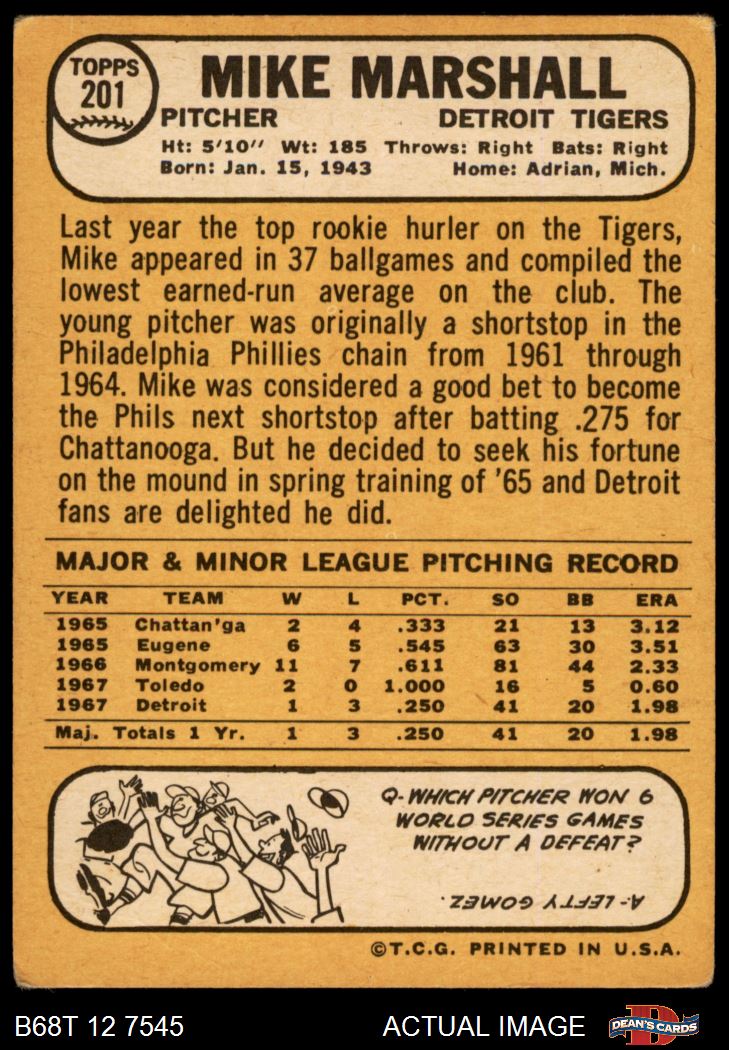 TOPPS
201
MIKE MARSHALL
PITCHER DETROIT TIGERS
Ht: 5'10" Wt: 185 Throws: Right Bats: Right
Born: Jan. 15, 1943 Home: Adrian, Mich.
Last year the top rookie hurler on the Tigers,
Mike appeared in 37 ballgames and compiled the
lowest earned-run average on the club. The
young pitcher was originally a shortstop in the
Philadelphia Phillies chain from 1961 through
1964. Mike was considered a good bet to become
the Phils next shortstop after batting .275 for
Chattanooga. But he decided to seek his fortune
on the mound in spring training of '65 and Detroit
fans are delighted he did.
MAJOR & MINOR LEAGUE PITCHING RECORD
YEAR TEAM W L PCT. SO BB ERA
1965 Chattan'ga 2 4 .333 21 13 3.12
1965 Eugene 6 5 .545 63 30 3.51
1966 Montgomery 11 7 .611 81 44 2.33
1967 Toledo 2 0 1.000 16 5 0.60
1967 Detroit 1 3 .250 41 20 1.98
Maj. Totals 1 Yr. 1 3 .250 41 20 1.98
Q- WHICH PITCHER WON 6
WORLD SERIES GAMES
WITHOUT A DEFEAT?
A- LEFTY GOMEZ.
©T.C.G. PRINTED IN U.S.A.
B68T 12 7545 ACTUAL IMAGE DEAN'S CARDS